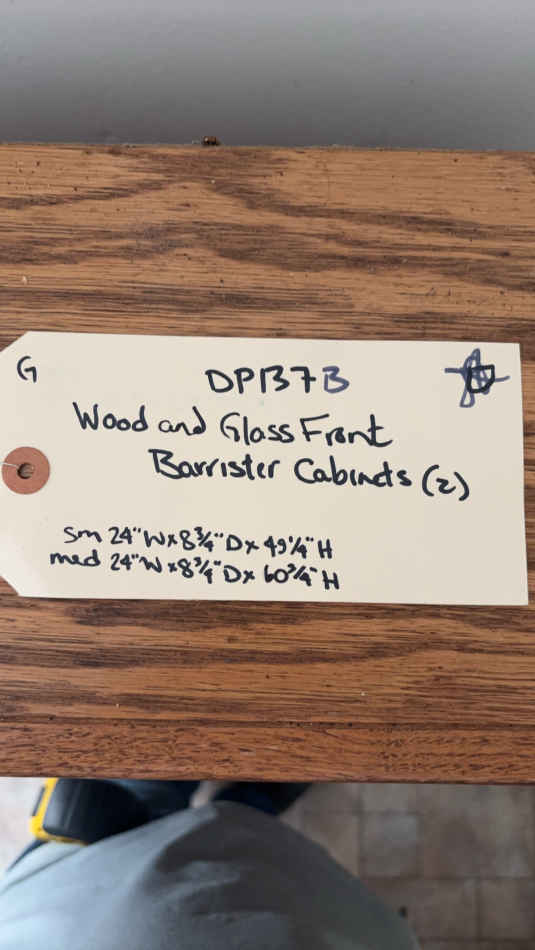 G
DPB7B
Wood and Glass Front
Barrister Cabinets (2)
sm 24"W x 8¾"D x 49¼"H
med 24"W x 8¾"D x 60¾"H